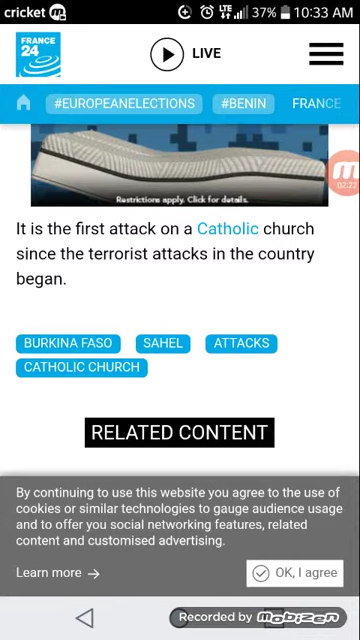 cricket
LTE
37%
10:33 AM
FRANCE
24
LIVE
#EUROPEANELECTIONS
#BENIN
FRANCE
Restrictions apply. Click for details.
02:22
It is the first attack on a Catholic church
since the terrorist attacks in the country
began.
BURKINA FASO
SAHEL
ATTACKS
CATHOLIC CHURCH
RELATED CONTENT
By continuing to use this website you agree to the use of
cookies or similar technologies to gauge audience usage
and to offer you social networking features, related
content and customised advertising.
Learn more
OK, I agree
Recorded by Mobizen